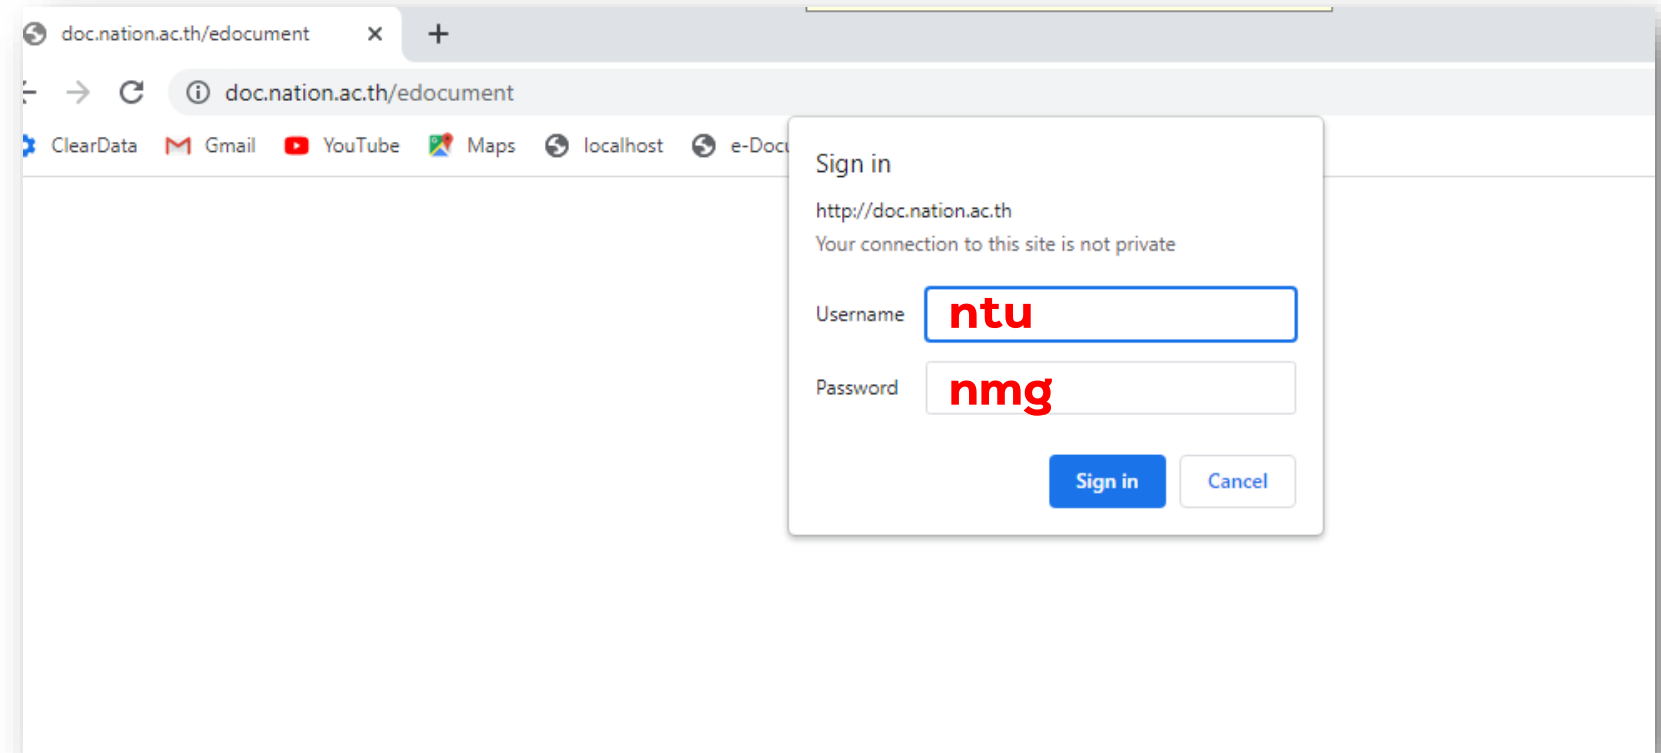 doc.nation.ac.th/edocument
doc.nation.ac.th/edocument
ClearData Gmail YouTube Maps localhost
Sign in
http://doc.nation.ac.th
Your connection to this site is not private
Username ntu
Password nmg
Sign in Cancel